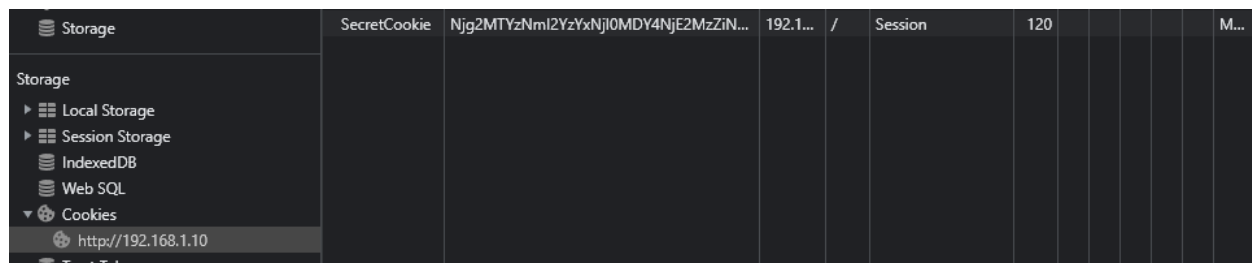 Storage
SecretCookie Njg2MTYzNmI2YzYxNjI0MDY4NjE2MzZiN... 192.1... / Session 120 M...
Storage
Local Storage
Session Storage
IndexedDB
Web SQL
Cookies
http://192.168.1.10